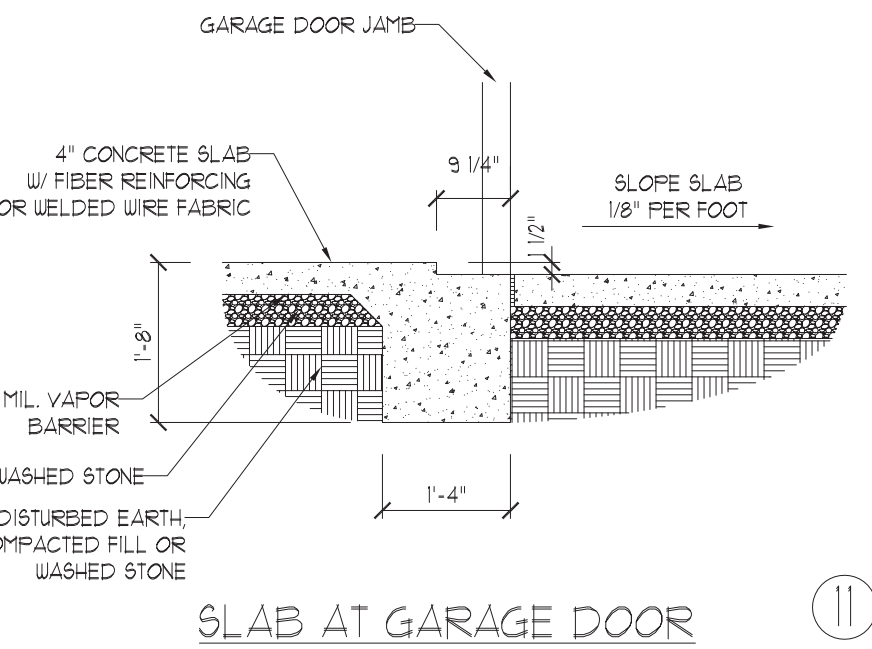 GARAGE DOOR JAMB
4" CONCRETE SLAB
W/ FIBER REINFORCING
OR WELDED WIRE FABRIC
9 1/4"
SLOPE SLAB
1/8" PER FOOT
1/2"
1'-8"
MIL. VAPOR
BARRIER
WASHED STONE
DISTURBED EARTH,
OMPACTED FILL OR
WASHED STONE
1'-4"
SLAB AT GARAGE DOOR
11